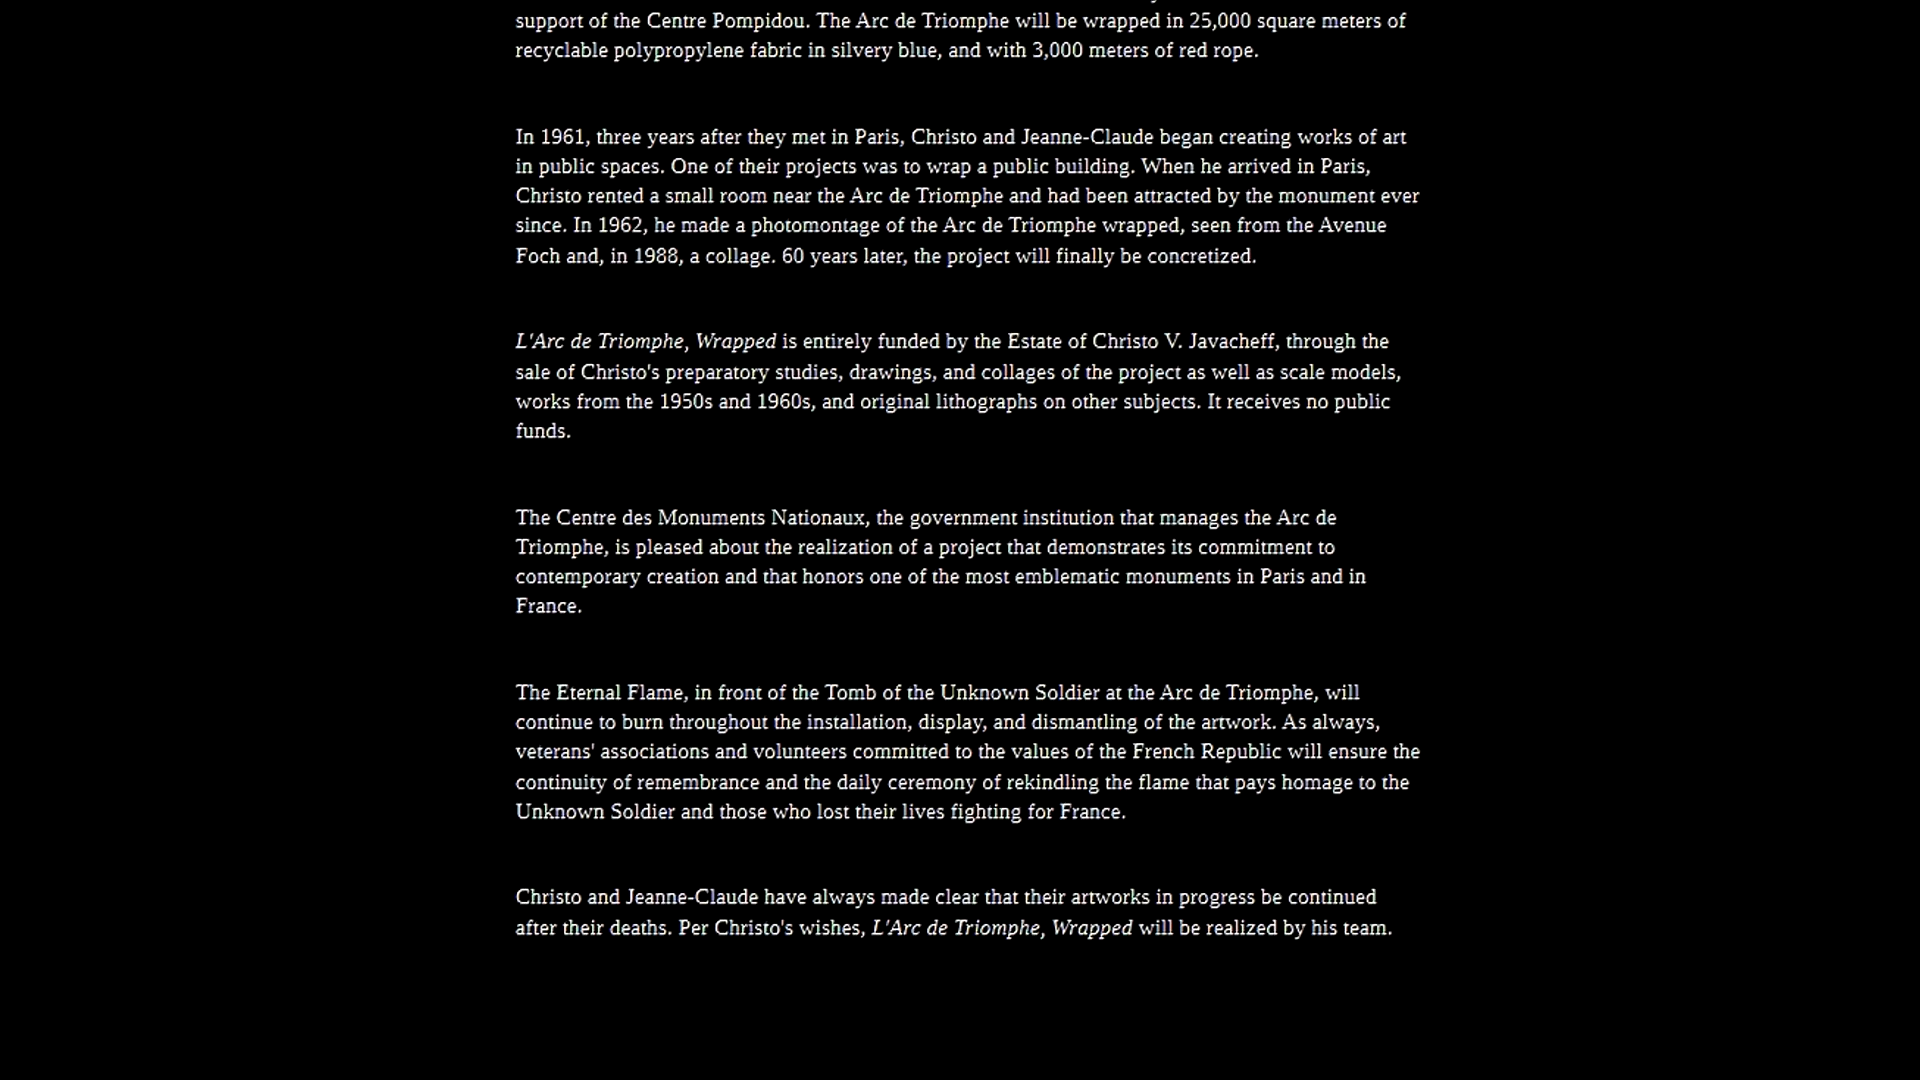 support of the Centre Pompidou. The Arc de Triomphe will be wrapped in 25,000 square meters of
recyclable polypropylene fabric in silvery blue, and with 3,000 meters of red rope.
In 1961, three years after they met in Paris, Christo and Jeanne-Claude began creating works of art
in public spaces. One of their projects was to wrap a public building. When he arrived in Paris,
Christo rented a small room near the Arc de Triomphe and had been attracted by the monument ever
since. In 1962, he made a photomontage of the Arc de Triomphe wrapped, seen from the Avenue
Foch and, in 1988, a collage. 60 years later, the project will finally be concretized.
L'Arc de Triomphe, Wrapped is entirely funded by the Estate of Christo V. Javacheff, through the
sale of Christo's preparatory studies, drawings, and collages of the project as well as scale models,
works from the 1950s and 1960s, and original lithographs on other subjects. It receives no public
funds.
The Centre des Monuments Nationaux, the government institution that manages the Arc de
Triomphe, is pleased about the realization of a project that demonstrates its commitment to
contemporary creation and that honors one of the most emblematic monuments in Paris and in
France.
The Eternal Flame, in front of the Tomb of the Unknown Soldier at the Arc de Triomphe, will
continue to burn throughout the installation, display, and dismantling of the artwork. As always,
veterans' associations and volunteers committed to the values of the French Republic will ensure the
continuity of remembrance and the daily ceremony of rekindling the flame that pays homage to the
Unknown Soldier and those who lost their lives fighting for France.
Christo and Jeanne-Claude have always made clear that their artworks in progress be continued
after their deaths. Per Christo's wishes, L'Arc de Triomphe, Wrapped will be realized by his team.